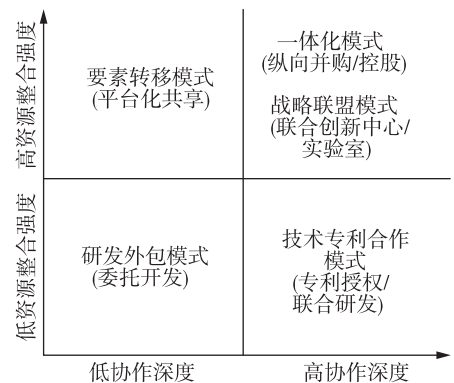 高资源整合强度
要素转移模式
(平台化共享)
一体化模式
(纵向并购/控股)
战略联盟模式
(联合创新中心/
实验室)
低资源整合强度
研发外包模式
(委托开发)
技术专利合作
模式
(专利授权/
联合研发)
低协作深度
高协作深度